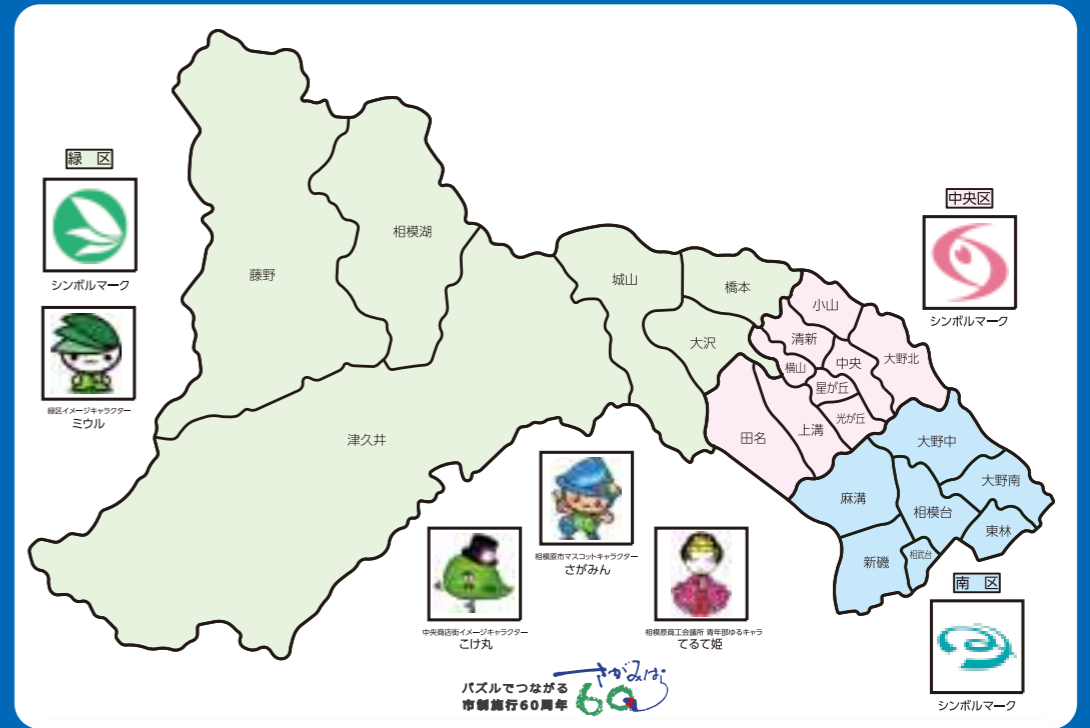 緑 区
シンボルマーク
緑区イメージキャラクター
ミウル
藤野
相模湖
津久井
城山
橋本
大沢
中央区
シンボルマーク
小山
清新
横山
中央
大野北
星が丘
光が丘
上溝
田名
大野中
大野南
麻溝
相模台
東林
新磯
相武台
南 区
シンボルマーク
相模原市マスコットキャラクター
さがみん
中央商店街イメージキャラクター
こけ丸
相模原商工会議所 青年部ゆるキャラ
てるて姫
パズルでつながる
市制施行60周年
さがみはら
60